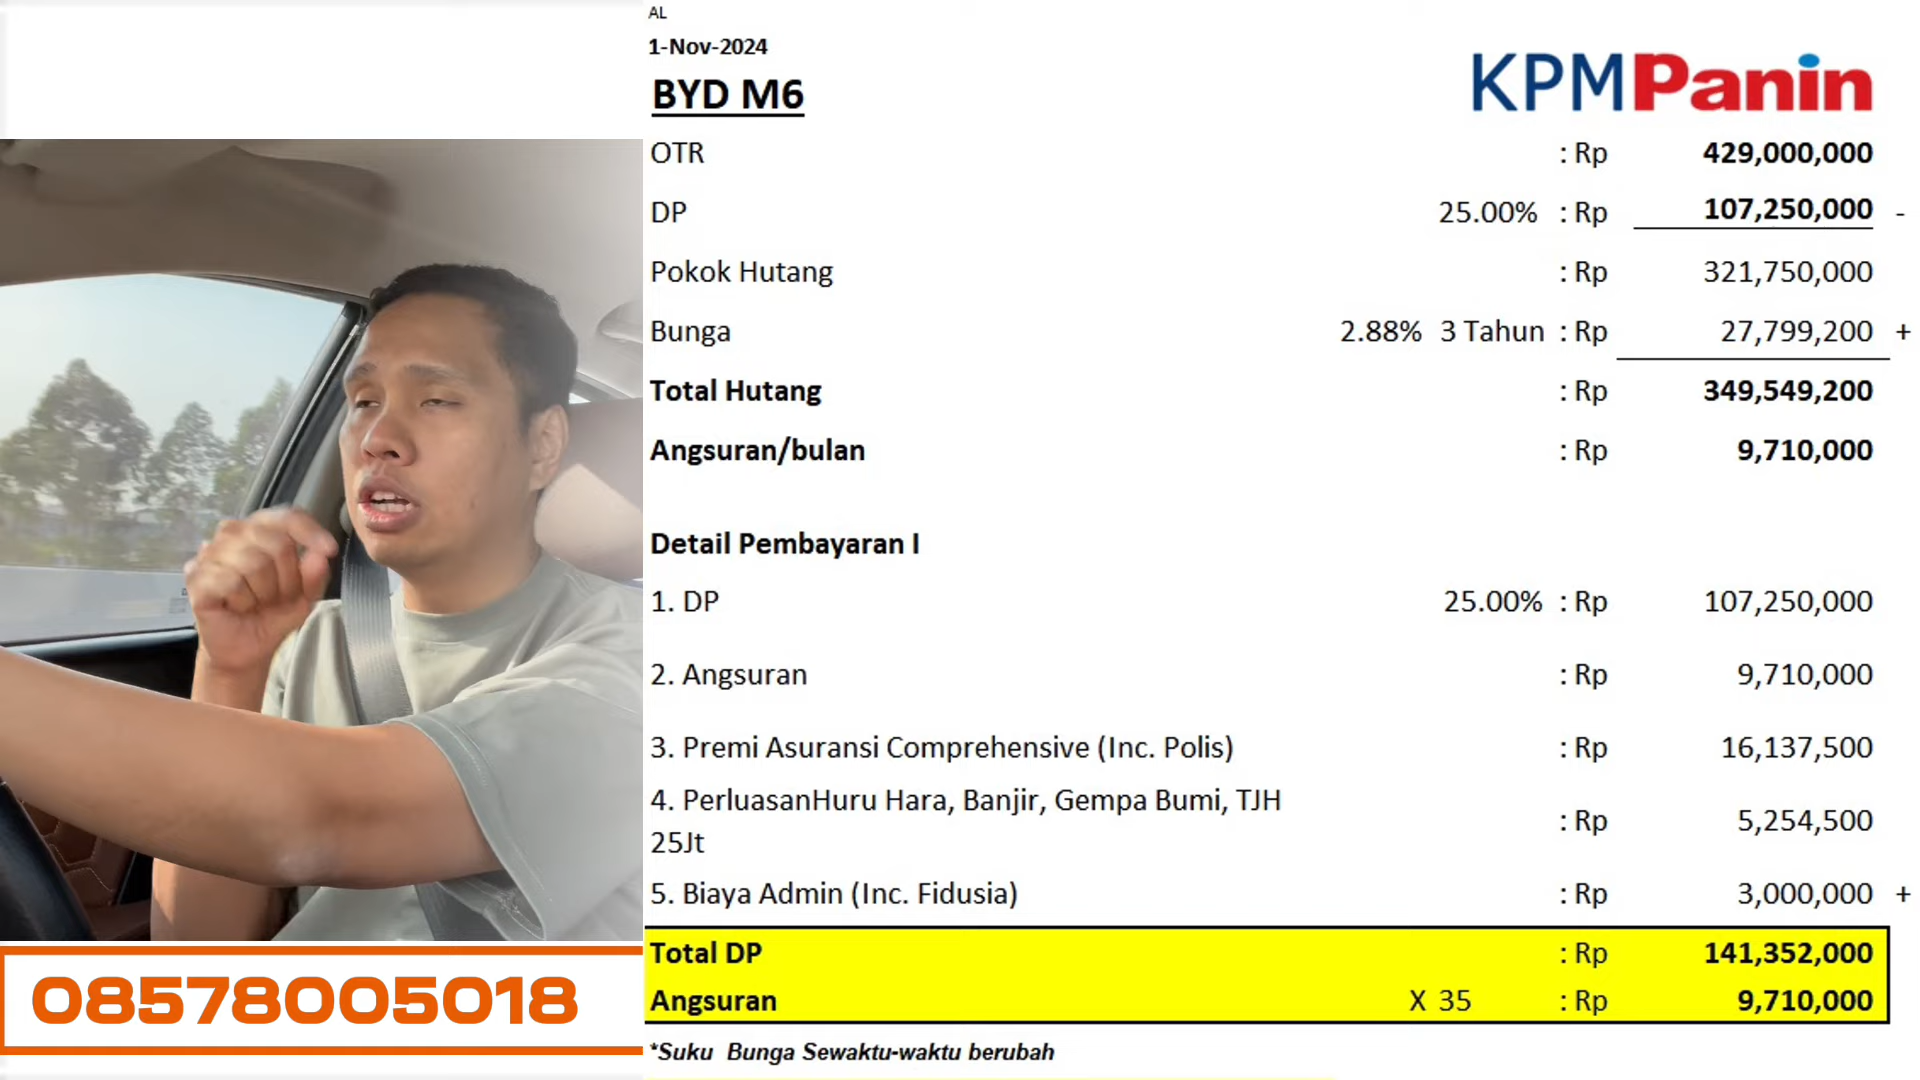 AL
1-Nov-2024
KPMPanin
BYD M6
OTR : Rp 429,000,000
DP 25.00% : Rp 107,250,000 -
Pokok Hutang : Rp 321,750,000
Bunga 2.88% 3 Tahun : Rp 27,799,200 +
Total Hutang : Rp 349,549,200
Angsuran/bulan : Rp 9,710,000
Detail Pembayaran I
1. DP 25.00% : Rp 107,250,000
2. Angsuran : Rp 9,710,000
3. Premi Asuransi Comprehensive (Inc. Polis) : Rp 16,137,500
4. PerluasanHuru Hara, Banjir, Gempa Bumi, TJH
25Jt : Rp 5,254,500
5. Biaya Admin (Inc. Fidusia) : Rp 3,000,000 +
Total DP : Rp 141,352,000
Angsuran X 35 : Rp 9,710,000
*Suku Bunga Sewaktu-waktu berubah
08578005018